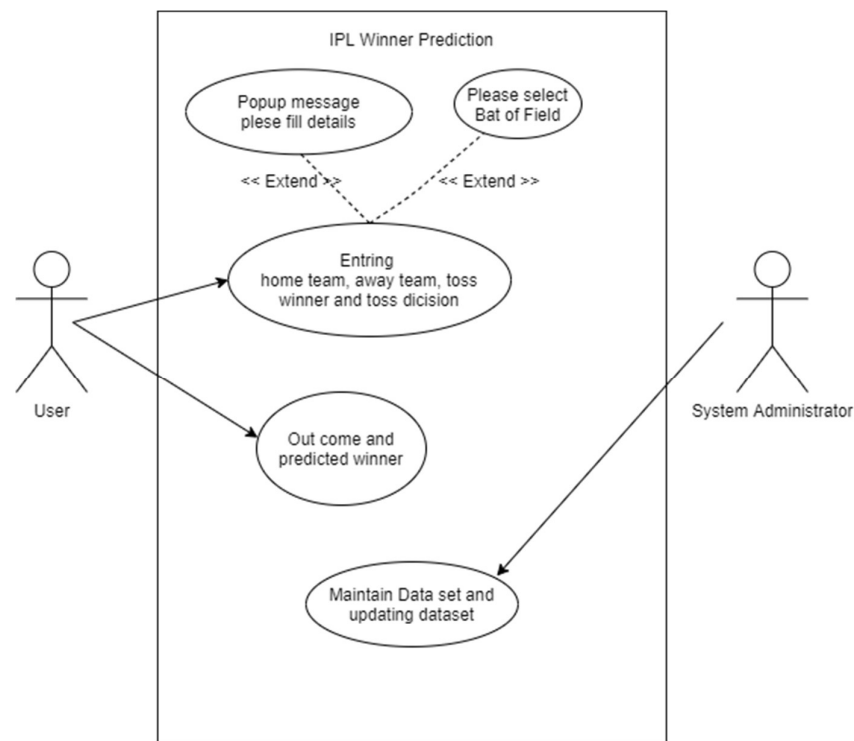 IPL Winner Prediction
Popup message
plese fill details
Please select
Bat of Field
<< Extend >>
<< Extend >>
Entring
home team, away team, toss
winner and toss dicision
User
System Administrator
Out come and
predicted winner
Maintain Data set and
updating dataset